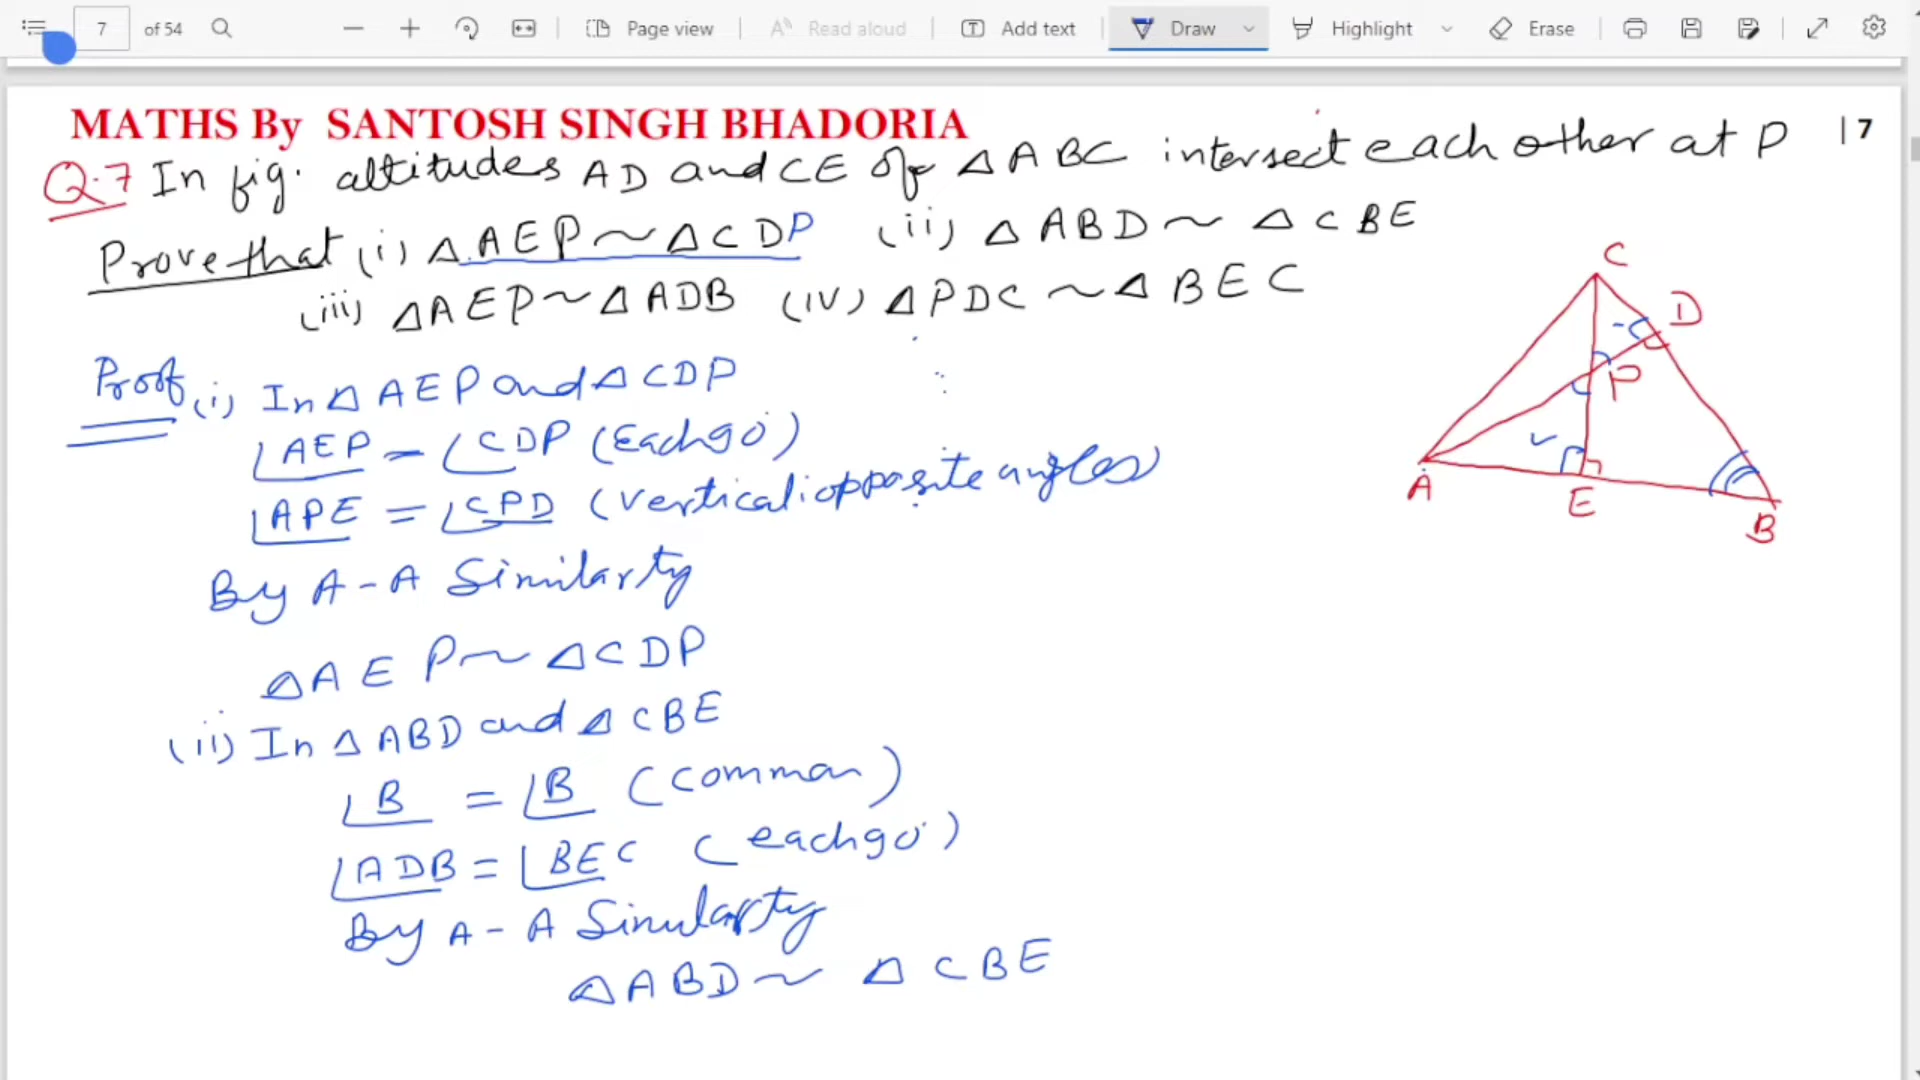 7 of 54 Page view Read aloud Add text Draw Highlight Erase
MATHS By SANTOSH SINGH BHADORIA | 7
Q.7 In fig. altitudes AD and CE of △ABC intersect each other at P
Prove that (i) △AEP ~ △CDP (ii) △ABD ~ △CBE
(iii) △AEP ~ △ADB (iv) △PDC ~ △BEC
C
D
P
A
E
B
Proof (i) In △AEP and △CDP
∠AEP = ∠CDP (Each 90°)
∠APE = ∠CPD (vertical opposite angles)
By A-A Similarty
△AEP ~ △CDP
(ii) In △ABD and △CBE
∠B = ∠B (common)
∠ADB = ∠BEC (each 90°)
By A-A Similarty
△ABD ~ △CBE